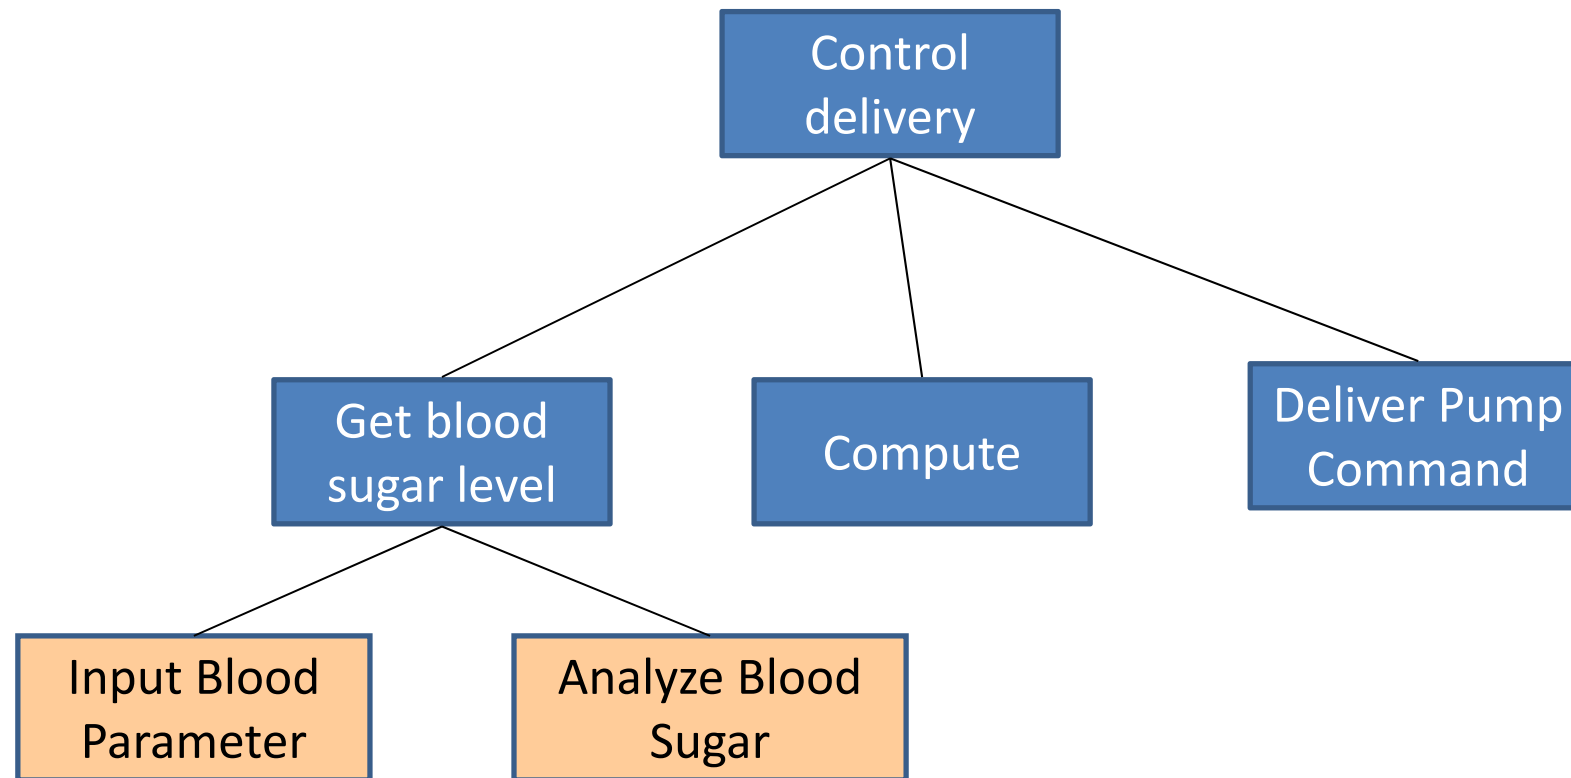 Control
delivery
Get blood
sugar level
Compute
Deliver Pump
Command
Input Blood
Parameter
Analyze Blood
Sugar